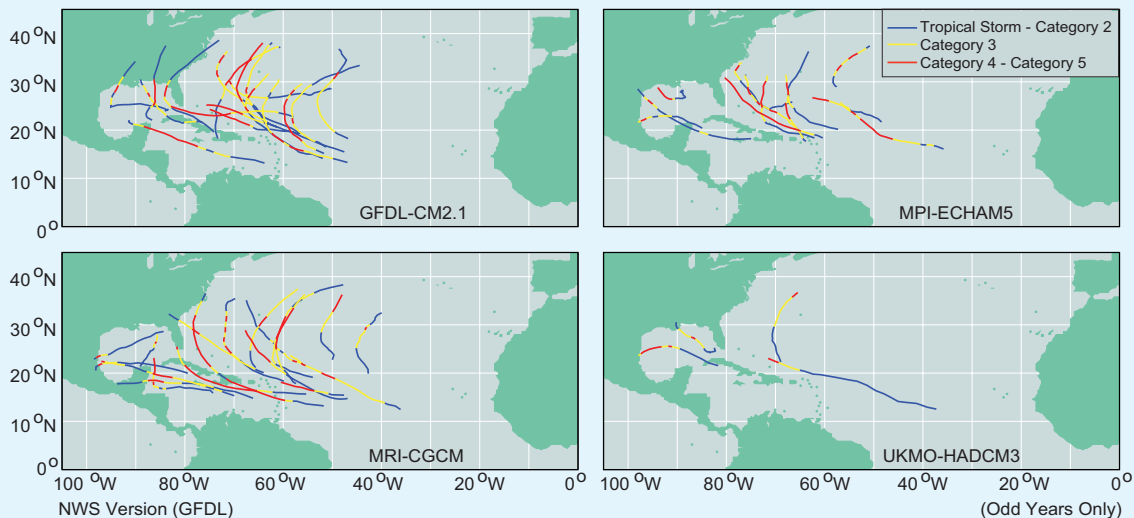 40°N
30°N
20°N
10°N
0°
GFDL-CM2.1
Tropical Storm - Category 2
Category 3
Category 4 - Category 5
MPI-ECHAM5
40°N
30°N
20°N
10°N
0°
MRI-CGCM
UKMO-HADCM3
100°W 80°W 60°W 40°W 20°W 0°
100°W 80°W 60°W 40°W 20°W 0°
NWS Version (GFDL)
(Odd Years Only)